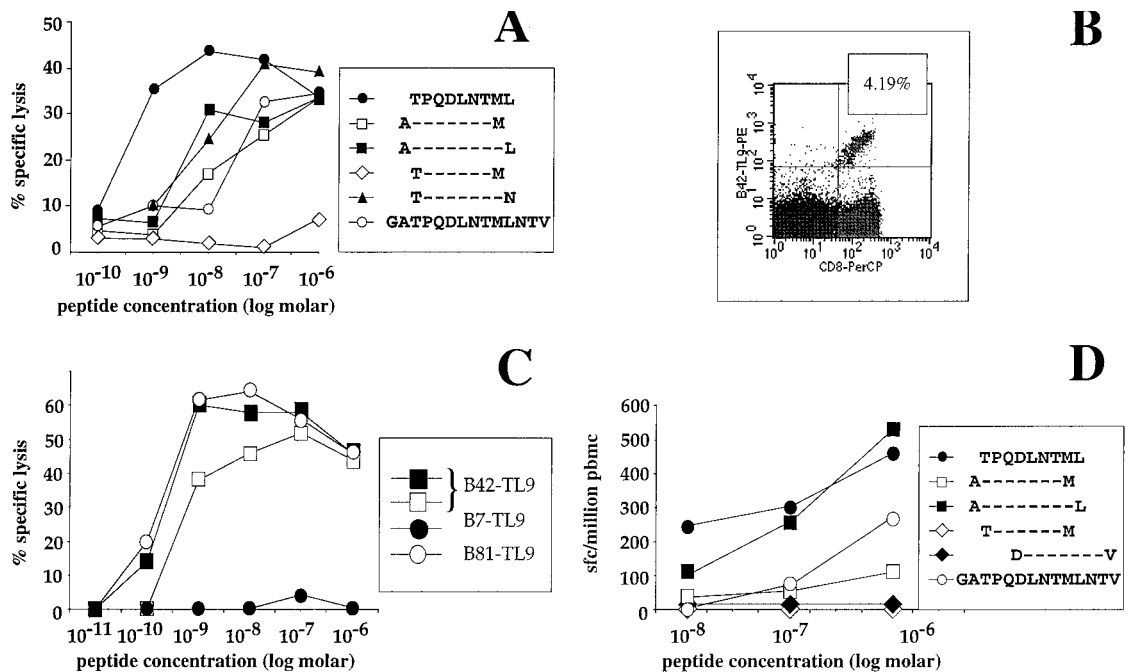 A
50
40
30
20
10
0
% specific lysis
10-10 10-9 10-8 10-7 10-6
peptide concentration (log molar)
TPQDLNTML
A--------M
A---------L
T-------M
T--------N
GATPQDLNTMLNTV
B
4.19%
B42-TL9-PE
10^4
10^3
10^2
10^1
10^0
10^0 10^1 10^2 10^3 10^4
CD8-PerCP
C
60
50
40
30
20
10
0
% specific lysis
10-11 10-10 10-9 10-8 10-7 10-6
peptide concentration (log molar)
B42-TL9
B7-TL9
B81-TL9
D
600
500
400
300
200
100
0
sfc/million pbmc
10-8 10-7 10-6
peptide concentration (log molar)
TPQDLNTML
A--------M
A---------L
T-------M
D--------V
GATPQDLNTMLNTV